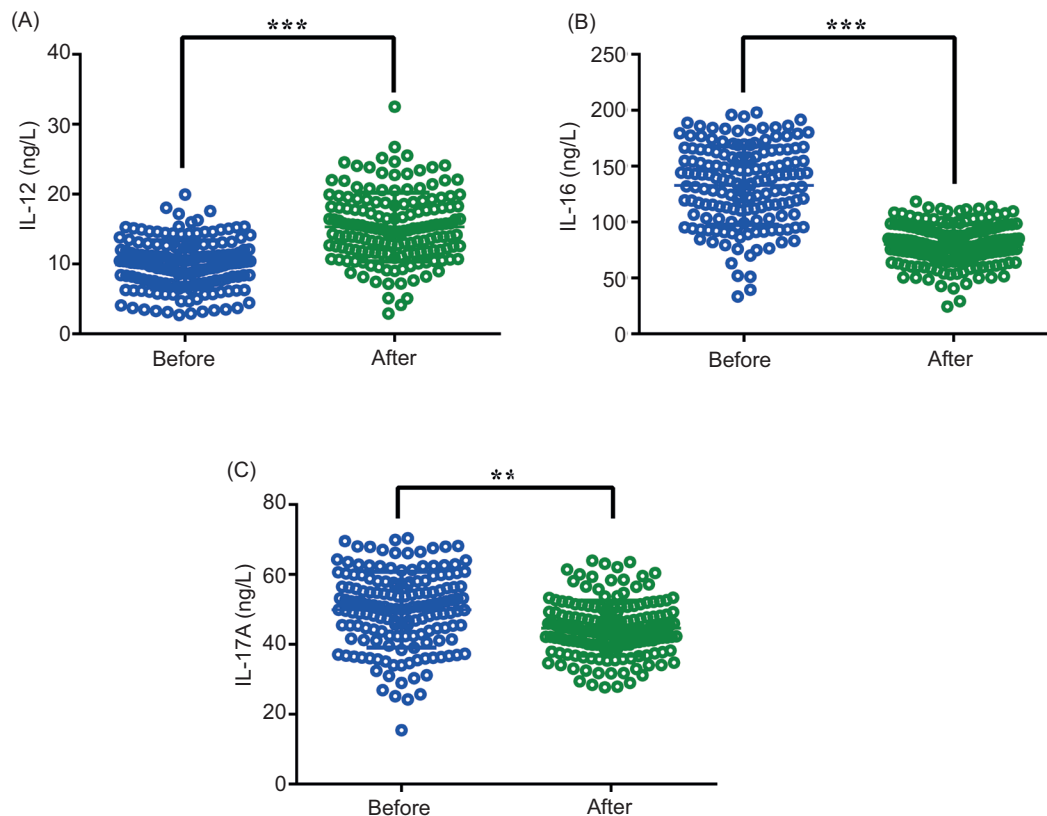 (A)
***
40
30
20
10
0
IL-12 (ng/L)
Before
After
(B)
***
250
200
150
100
50
0
IL-16 (ng/L)
Before
After
(C)
**
80
60
40
20
0
IL-17A (ng/L)
Before
After